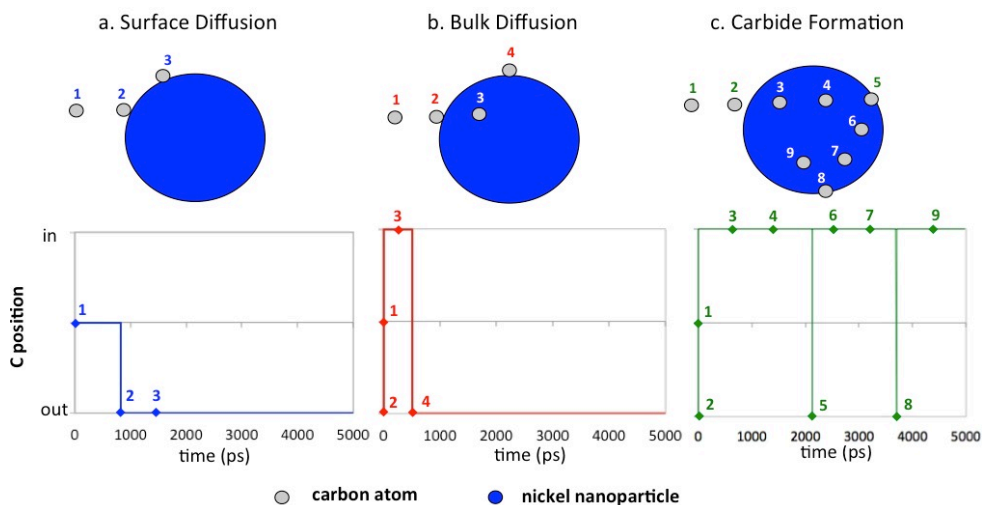 a. Surface Diffusion
b. Bulk Diffusion
c. Carbide Formation
1 2 3
1 2 3 4
1 2 3 4 5 6 7 8 9
C position
in
out
1
2 3
0 1000 2000 3000 4000 5000
time (ps)
3
1
2 4
0 1000 2000 3000 4000 5000
time (ps)
3 4 6 7 9
1
2 5 8
0 1000 2000 3000 4000 5000
time (ps)
carbon atom
nickel nanoparticle